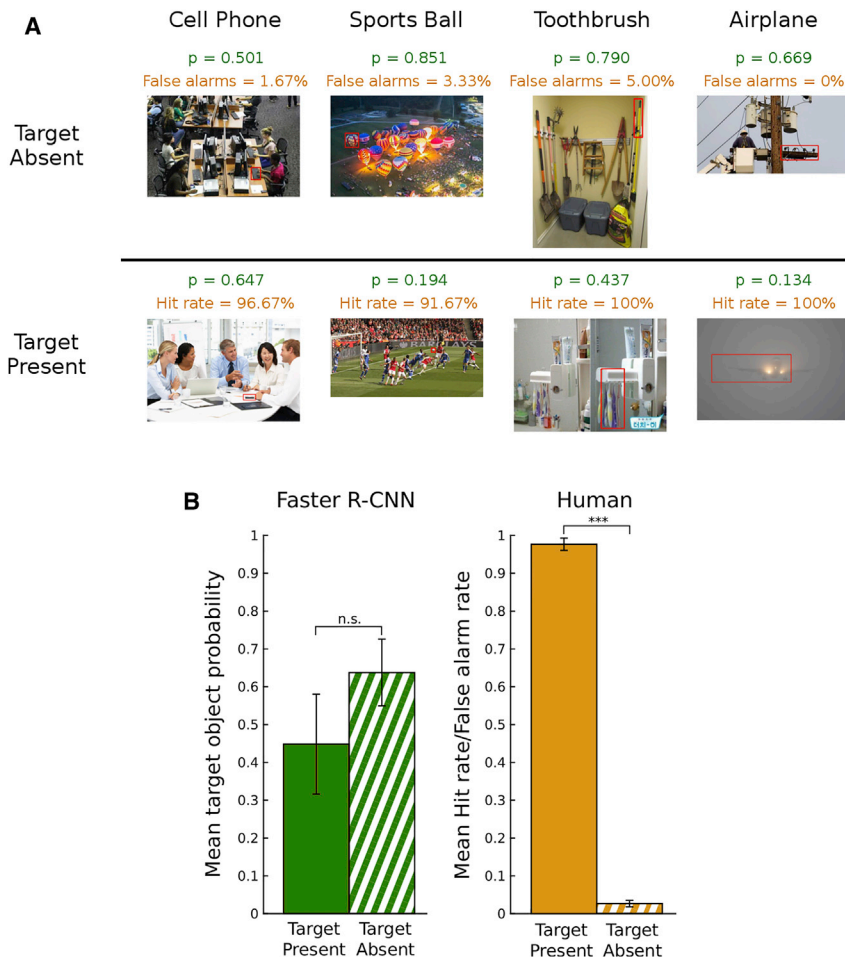 A
Cell Phone
Sports Ball
Toothbrush
Airplane
p = 0.501
p = 0.851
p = 0.790
p = 0.669
False alarms = 1.67%
False alarms = 3.33%
False alarms = 5.00%
False alarms = 0%
Target
Absent
p = 0.647
p = 0.194
p = 0.437
p = 0.134
Hit rate = 96.67%
Hit rate = 91.67%
Hit rate = 100%
Hit rate = 100%
Target
Present
B
Faster R-CNN
Human
Mean target object probability
1
0.9
0.8
0.7
0.6
0.5
0.4
0.3
0.2
0.1
0
n.s.
Target
Present
Target
Absent
Mean Hit rate/False alarm rate
1
0.9
0.8
0.7
0.6
0.5
0.4
0.3
0.2
0.1
0
***
Target
Present
Target
Absent